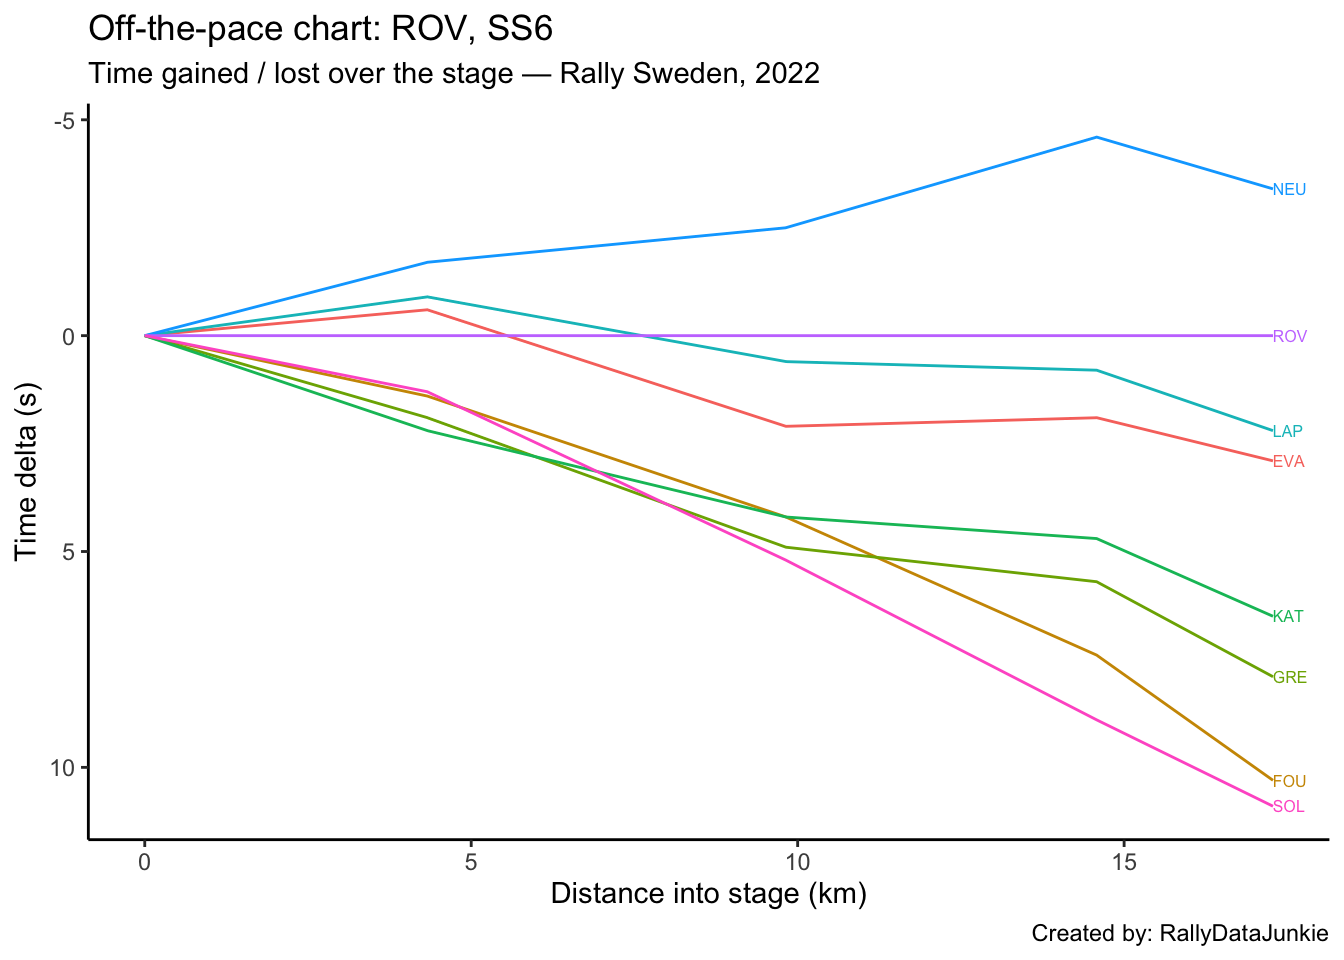 Off-the-pace chart: ROV, SS6
Time gained / lost over the stage — Rally Sweden, 2022
-5
0
5
10
Time delta (s)
NEU
ROV
LAP
EVA
KAT
GRE
FOU
SOL
0 5 10 15
Distance into stage (km)
Created by: RallyDataJunkie